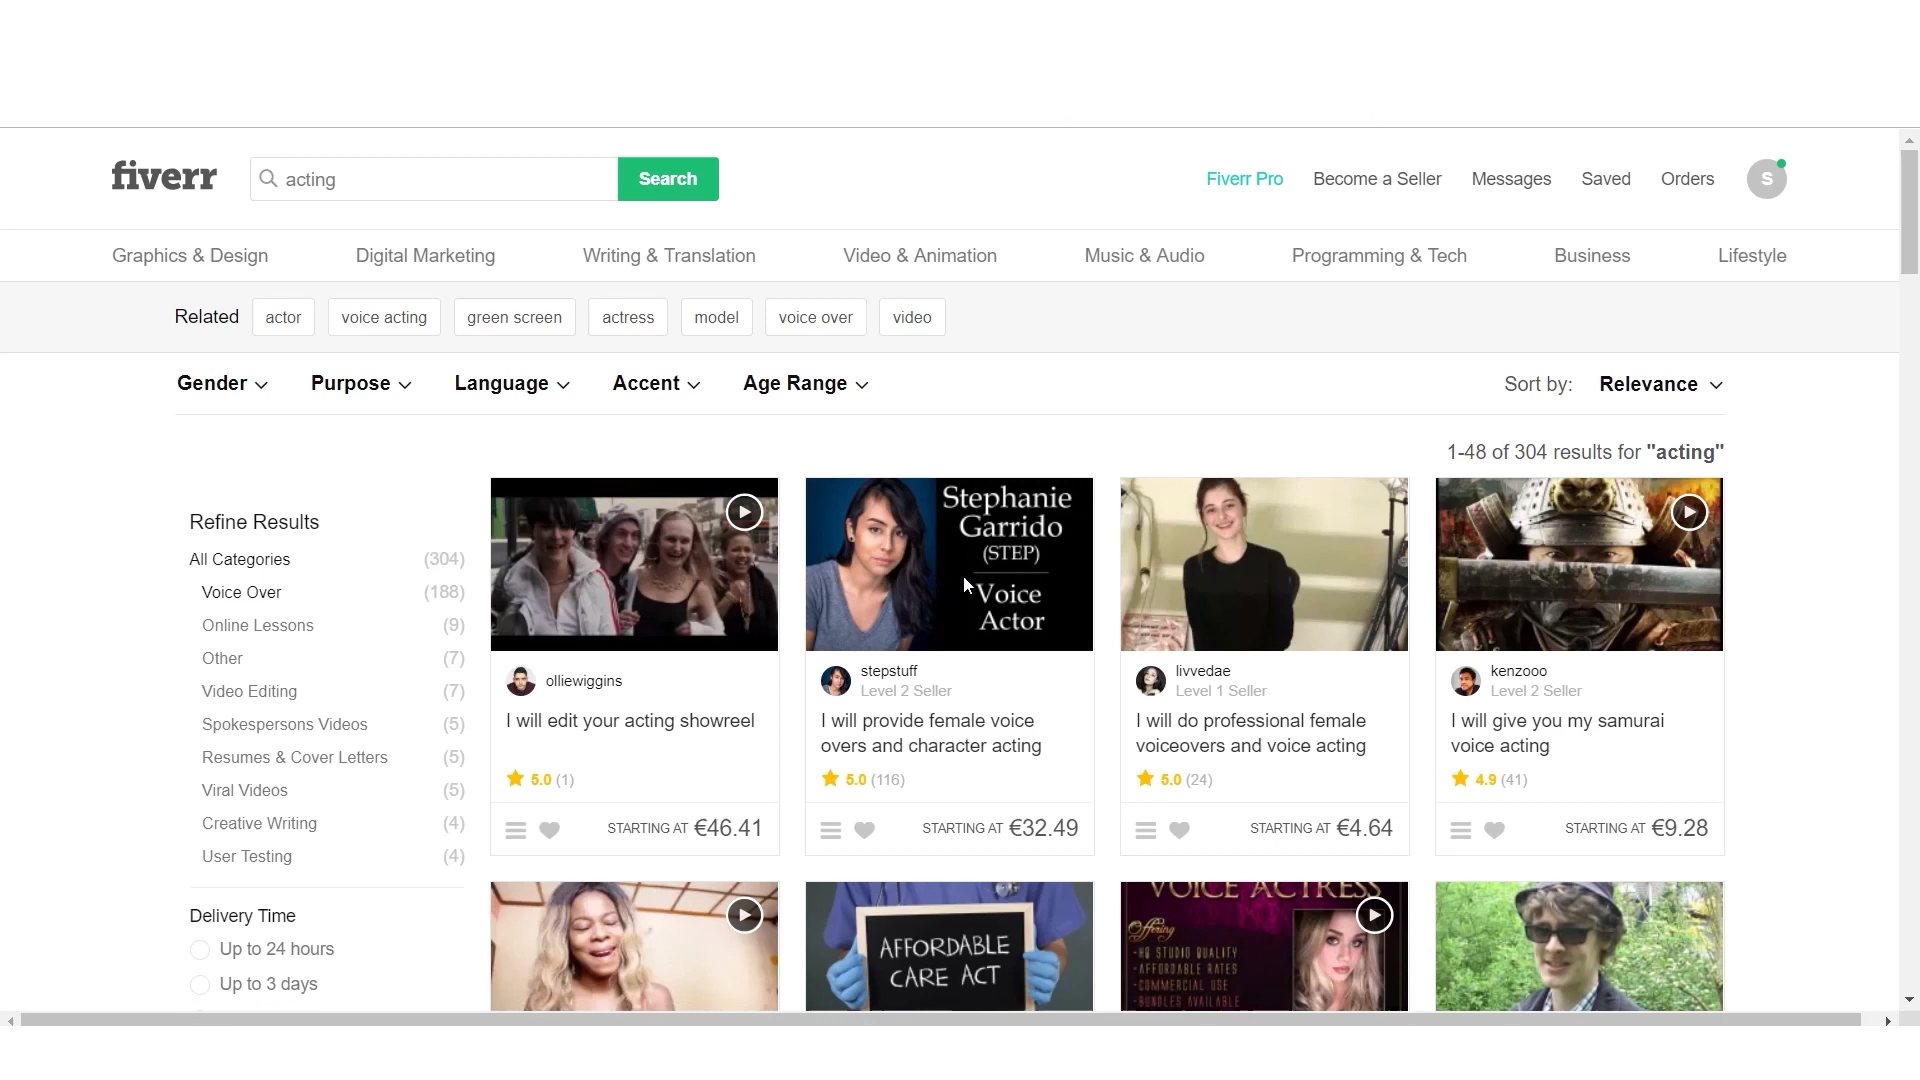 fiverr
acting
Search
Fiverr Pro
Become a Seller
Messages
Saved
Orders
S
Graphics & Design
Digital Marketing
Writing & Translation
Video & Animation
Music & Audio
Programming & Tech
Business
Lifestyle
Related
actor
voice acting
green screen
actress
model
voice over
video
Gender
Purpose
Language
Accent
Age Range
Sort by:
Relevance
1-48 of 304 results for "acting"
Refine Results
All Categories (304)
Voice Over (188)
Online Lessons (9)
Other (7)
Video Editing (7)
Spokespersons Videos (5)
Resumes & Cover Letters (5)
Viral Videos (5)
Creative Writing (4)
User Testing (4)
Delivery Time
Up to 24 hours
Up to 3 days
olliewiggins
I will edit your acting showreel
5.0 (1)
STARTING AT €46.41
Stephanie
Garrido
(STEP)
Voice
Actor
stepstuff
Level 2 Seller
I will provide female voice
overs and character acting
5.0 (116)
STARTING AT €32.49
livvedae
Level 1 Seller
I will do professional female
voiceovers and voice acting
5.0 (24)
STARTING AT €4.64
kenzooo
Level 2 Seller
I will give you my samurai
voice acting
4.9 (41)
STARTING AT €9.28
AFFORDABLE
CARE ACT
VOICE ACTRESS
Offering
-HQ STUDIO QUALITY
-AFFORDABLE RATES
-COMMERCIAL USE
-BUNDLES AVAILABLE